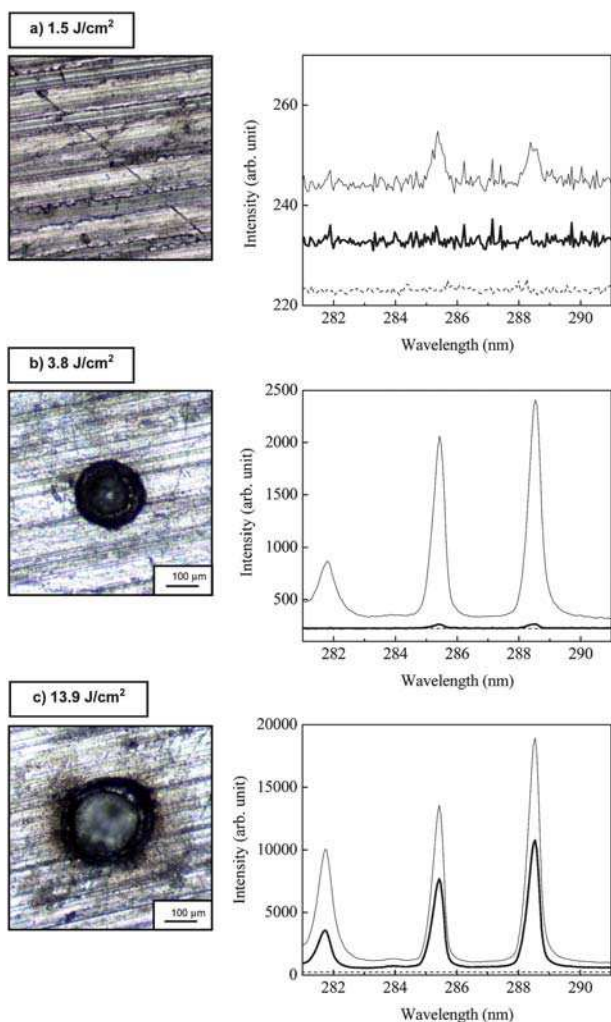 a) 1.5 J/cm²
260
240
220
Intensity (arb. unit)
282 284 286 288 290
Wavelength (nm)
b) 3.8 J/cm²
100 µm
2500
2000
1500
1000
500
Intensity (arb. unit)
282 284 286 288 290
Wavelength (nm)
c) 13.9 J/cm²
100 µm
20000
15000
10000
5000
0
Intensity (arb. unit)
282 284 286 288 290
Wavelength (nm)